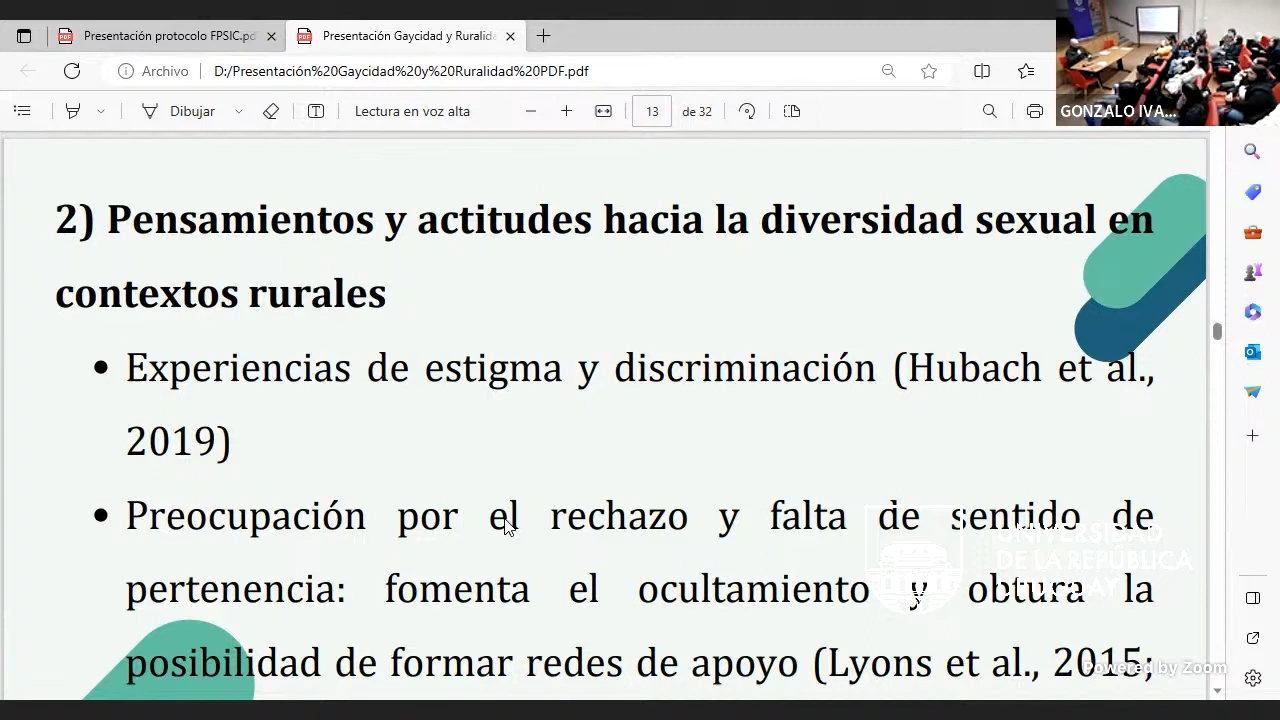 Presentación protocolo FPSIC.pd
Presentación Gaycidad y Ruralida
Archivo
D:/Presentación%20Gaycidad%20y%20Ruralidad%20PDF.pdf
Dibujar
Lectura en voz alta
13
de 32
GONZALO IVA...
2) Pensamientos y actitudes hacia la diversidad sexual en
contextos rurales
• Experiencias de estigma y discriminación (Hubach et al.,
2019)
• Preocupación por el rechazo y falta de sentido de
pertenencia: fomenta el ocultamiento y obtura la
posibilidad de formar redes de apoyo (Lyons et al., 2015;
UNIVERSIDAD
DE LA REPÚBLICA
URUGUAY
Powered by Zoom